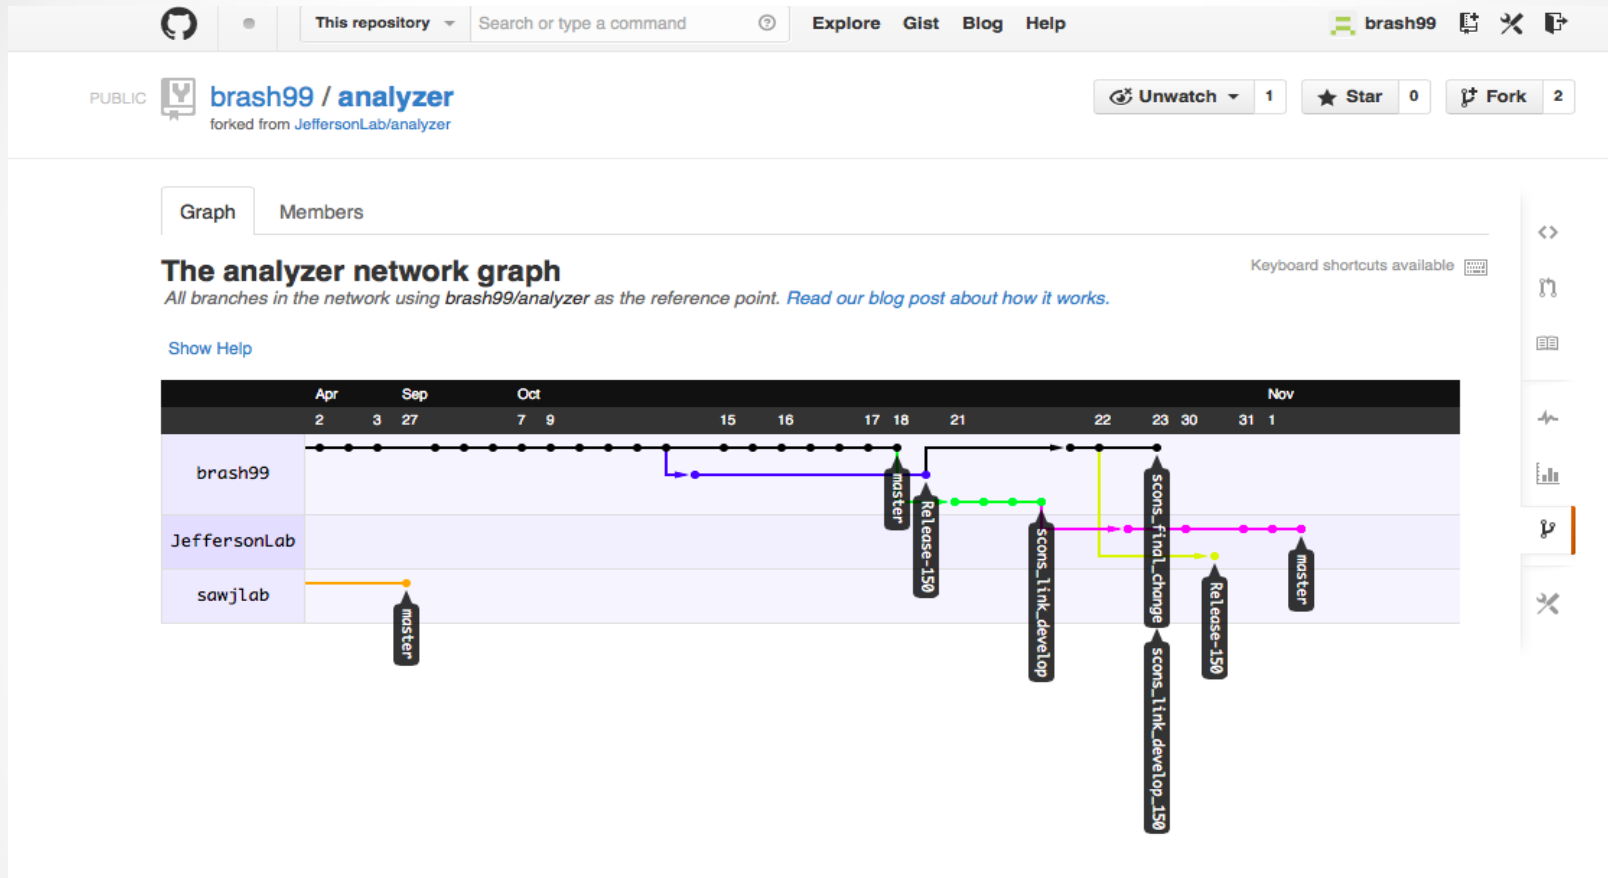 This repository Search or type a command Explore Gist Blog Help brash99
PUBLIC brash99 / analyzer Unwatch 1 Star 0 Fork 2
forked from JeffersonLab/analyzer
Graph Members
The analyzer network graph
Keyboard shortcuts available
All branches in the network using brash99/analyzer as the reference point. Read our blog post about how it works.
Show Help
Apr Sep Oct Nov
2 3 27 7 9 15 16 17 18 21 22 23 30 31 1
brash99
JeffersonLab
sawjlab
master
master
Release-150
scons_link_develop
scons_final_change
scons_link_develop_150
Release-150
master